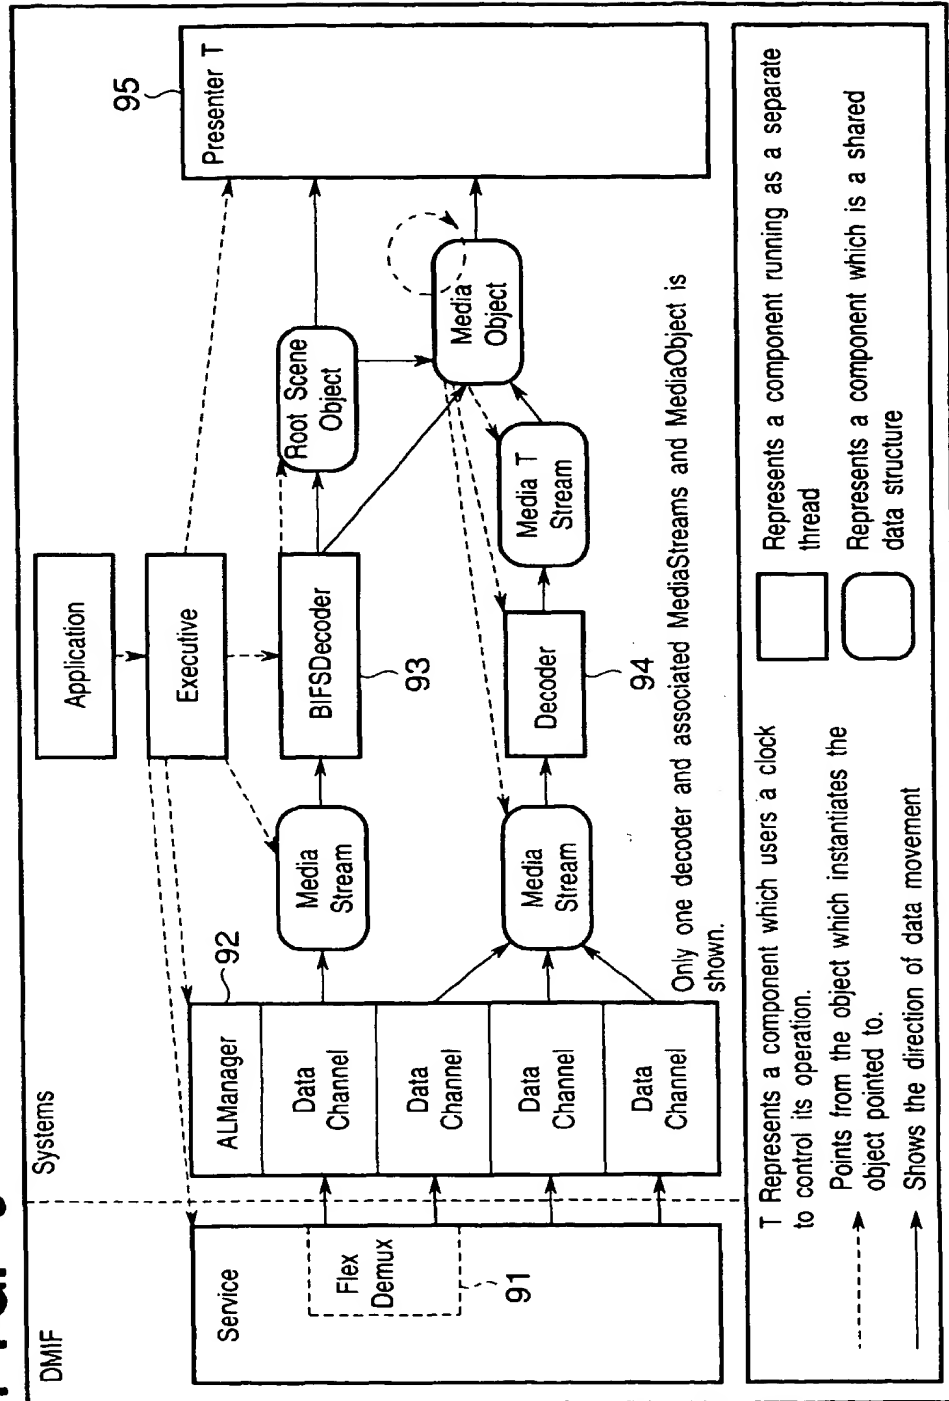 DMIF
Systems
Application
Executive
Service
Flex
Demux
91
ALManager
92
Data
Channel
Data
Channel
Data
Channel
Data
Channel
Media
Stream
BIFSDecoder
93
Root Scene
Object
Presenter T
95
Media
Stream
Decoder
94
Media T
Stream
Media
Object
Only one decoder and associated MediaStreams and MediaObject is
shown.
T Represents a component which users a clock
to control its operation.
Points from the object which instantiates the
object pointed to.
Shows the direction of data movement
Represents a component running as a separate
thread
Represents a component which is a shared
data structure